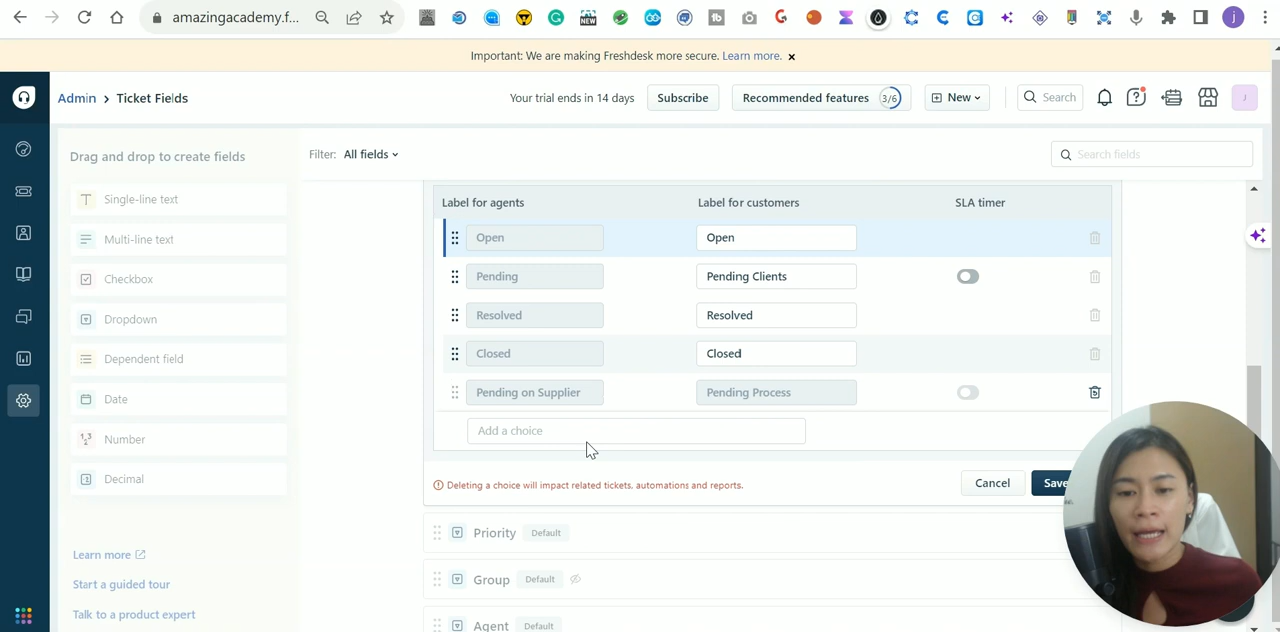 amazingacademy.f...
Important: We are making Freshdesk more secure. Learn more. ×
Admin > Ticket Fields
Your trial ends in 14 days
Subscribe
Recommended features 3/6
New
Search
J
Drag and drop to create fields
Filter: All fields
Search fields
Single-line text
Multi-line text
Checkbox
Dropdown
Dependent field
Date
Number
Decimal
Learn more
Start a guided tour
Talk to a product expert
Label for agents Label for customers SLA timer
Open Open
Pending Pending Clients
Resolved Resolved
Closed Closed
Pending on Supplier Pending Process
Add a choice
Deleting a choice will impact related tickets, automations and reports.
Cancel
Save
Priority Default
Group Default
Agent Default